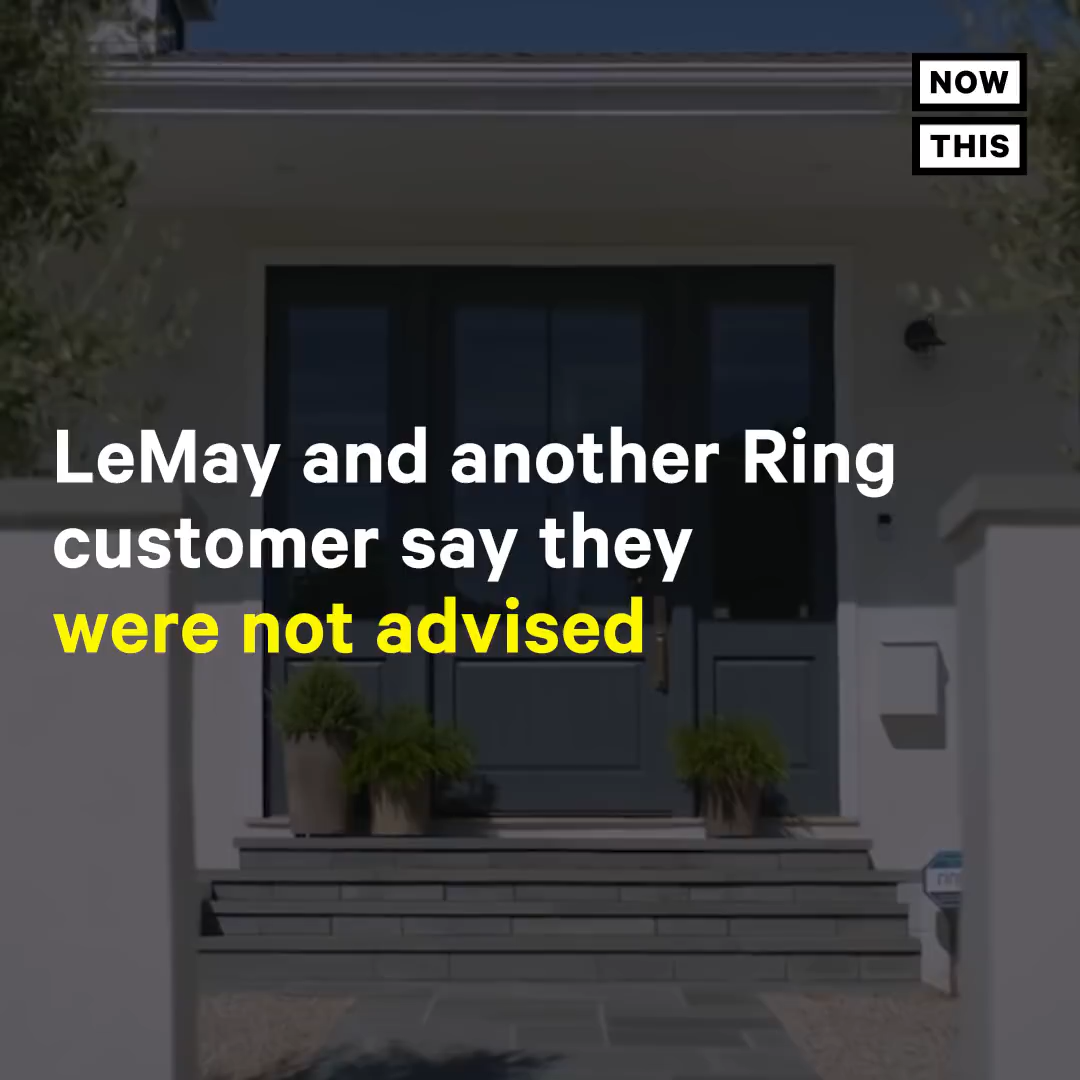 NOW
THIS
LeMay and another Ring
customer say they
were not advised